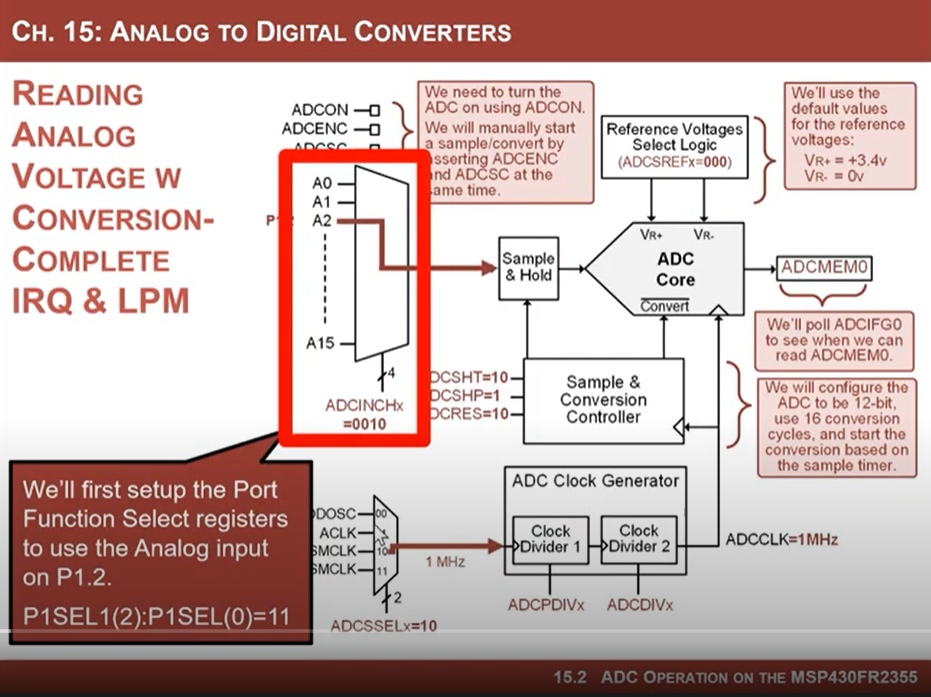 CH. 15: ANALOG TO DIGITAL CONVERTERS
READING
ANALOG
VOLTAGE W
CONVERSION-
COMPLETE
IRQ & LPM
ADCON
ADCENC
ADCSC
We need to turn the
ADC on using ADCON.
We will manually start
a sample/convert by
asserting ADCENC
and ADCSC at the
same time.
Reference Voltages
Select Logic
(ADCSREFx=000)
We'll use the
default values
for the reference
voltages:
VR+ = +3.4v
VR- = 0v
A0
A1
A2
A15
4
ADCINCHx
=0010
Sample
& Hold
VR+ VR-
ADC
Core
Convert
ADCMEM0
We'll poll ADCIFG0
to see when we can
read ADCMEM0.
DCSHT=10
DCSHP=1
DCRES=10
Sample &
Conversion
Controller
We will configure the
ADC to be 12-bit,
use 16 conversion
cycles, and start the
conversion based on
the sample timer.
We'll first setup the Port
Function Select registers
to use the Analog input
on P1.2.
P1SEL1(2):P1SEL(0)=11
DOSC
ACLK
SMCLK
SMCLK
00
10
11
2
ADCSSELx=10
1 MHz
ADC Clock Generator
Clock
Divider 1
Clock
Divider 2
ADCPDIVx
ADCDIVx
ADCCLK=1MHz
15.2 ADC OPERATION ON THE MSP430FR2355